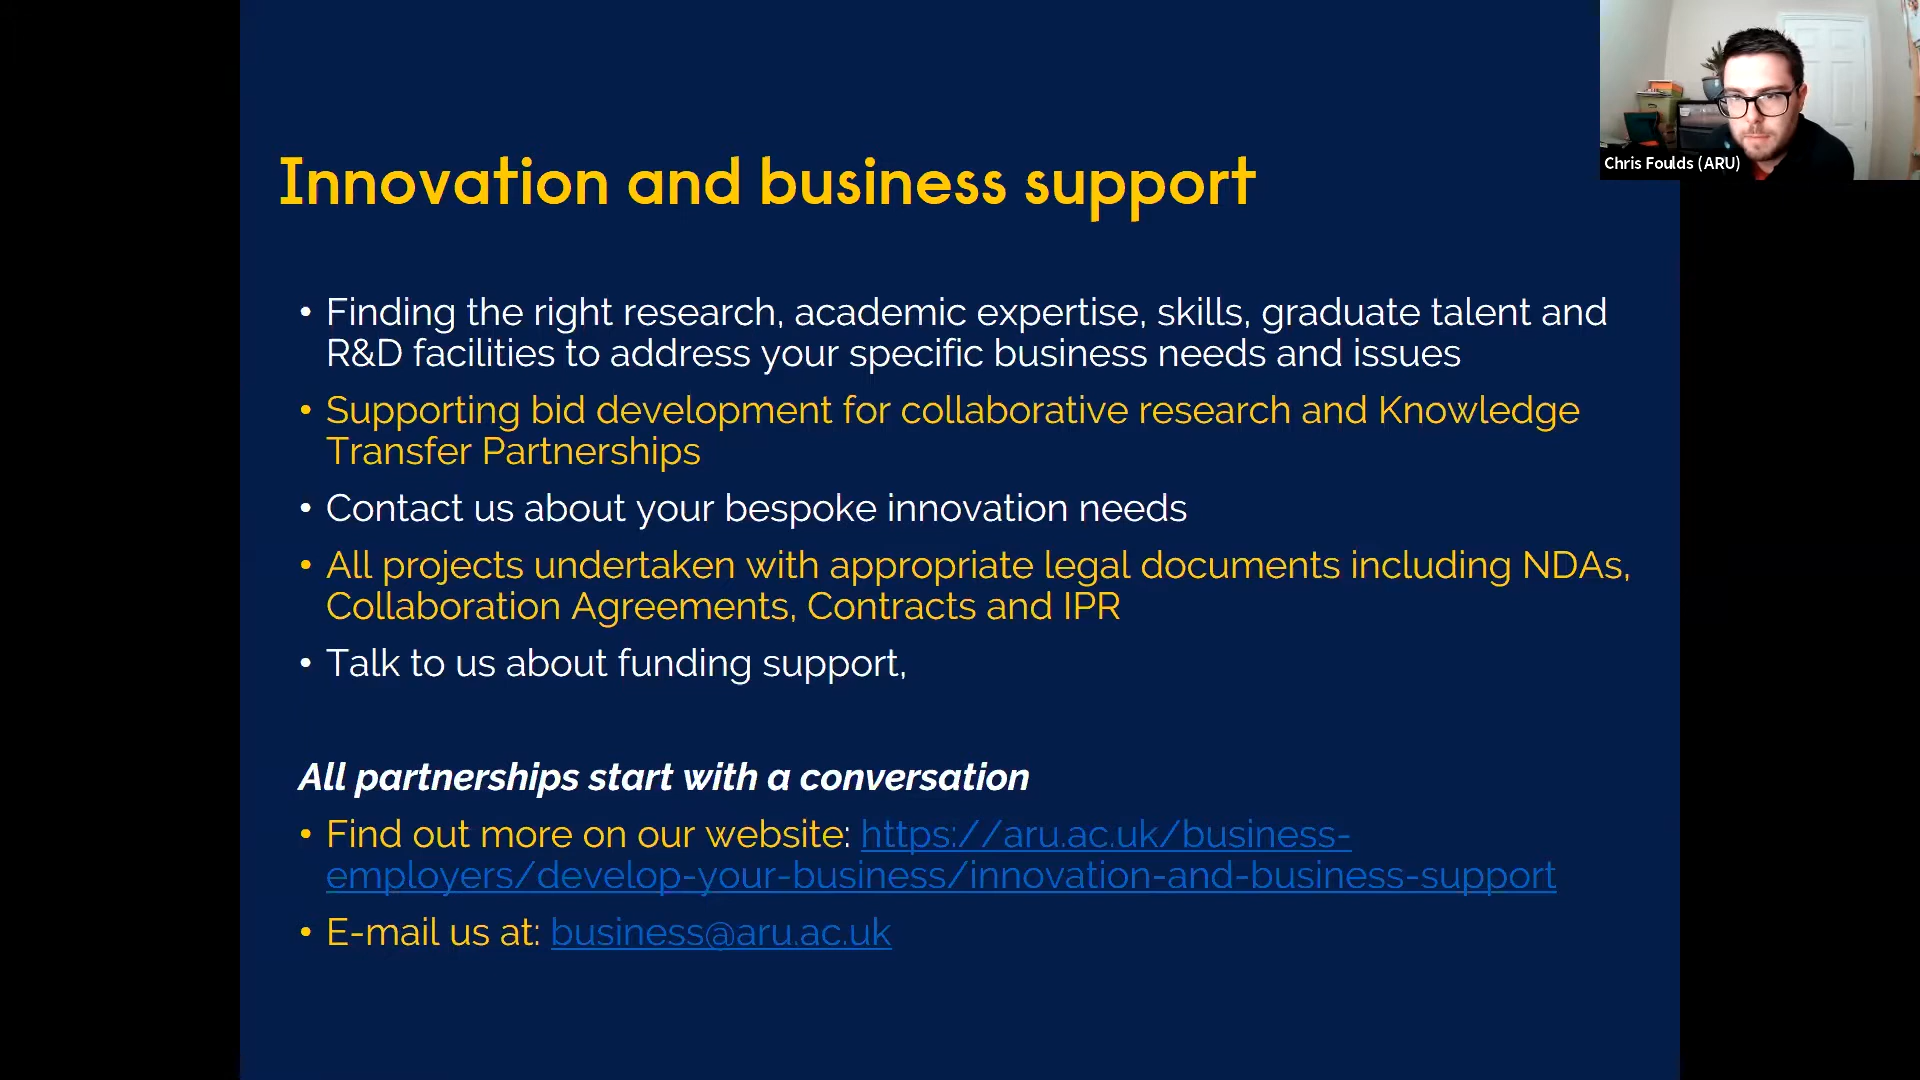 Chris Foulds (ARU)
Innovation and business support
• Finding the right research, academic expertise, skills, graduate talent and
R&D facilities to address your specific business needs and issues
• Supporting bid development for collaborative research and Knowledge
Transfer Partnerships
• Contact us about your bespoke innovation needs
• All projects undertaken with appropriate legal documents including NDAs,
Collaboration Agreements, Contracts and IPR
• Talk to us about funding support,
All partnerships start with a conversation
• Find out more on our website: https://aru.ac.uk/business-
employers/develop-your-business/innovation-and-business-support
• E-mail us at: business@aru.ac.uk